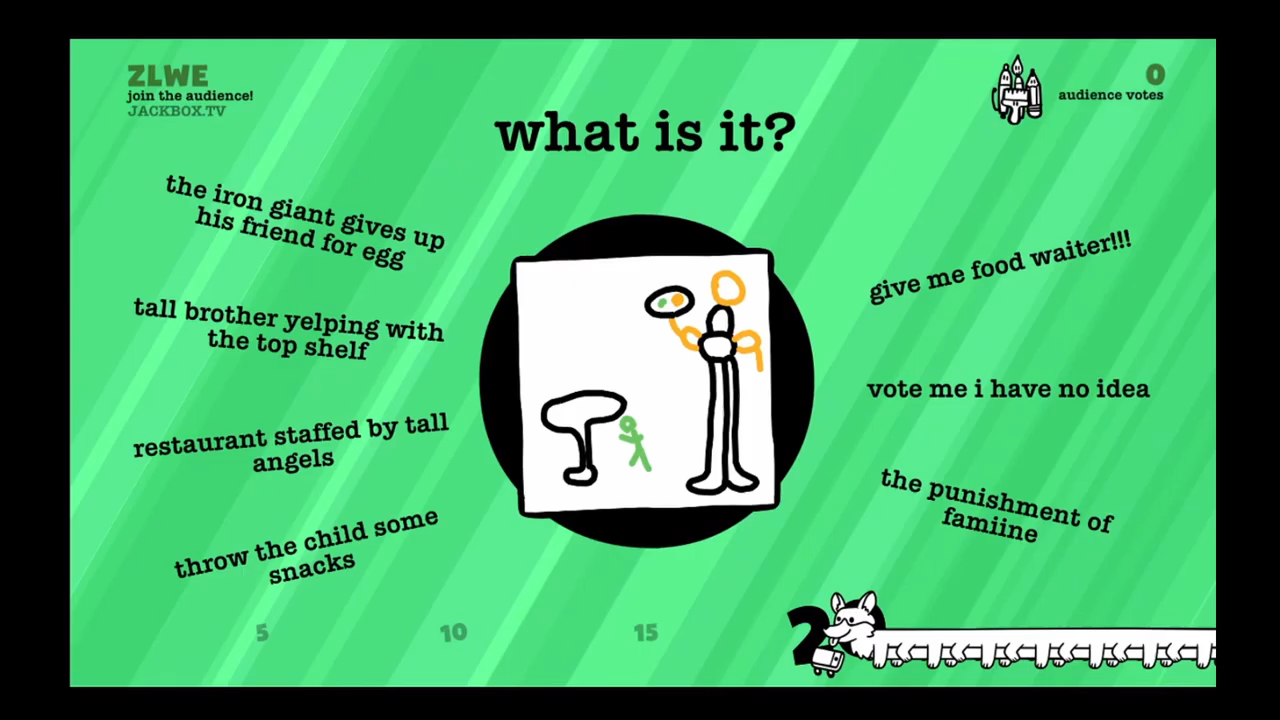 ZLWE
join the audience!
JACKBOX.TV
0
audience votes
what is it?
the iron giant gives up
his friend for egg
tall brother yelping with
the top shelf
restaurant staffed by tall
angels
throw the child some
snacks
give me food waiter!!!
vote me i have no idea
the punishment of
famiine
5
10
15
2